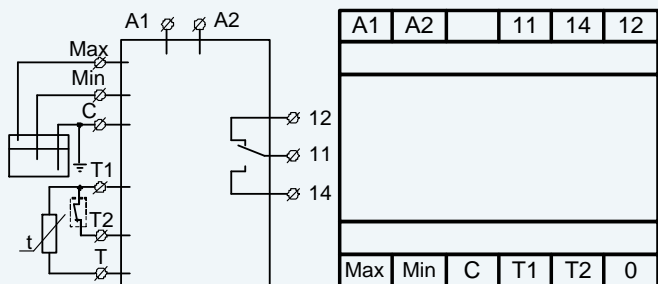 A1 A2
Max
Min
C
T1
T2
t
T
12
11
14
A1 A2 11 14 12
Max Min C T1 T2 0